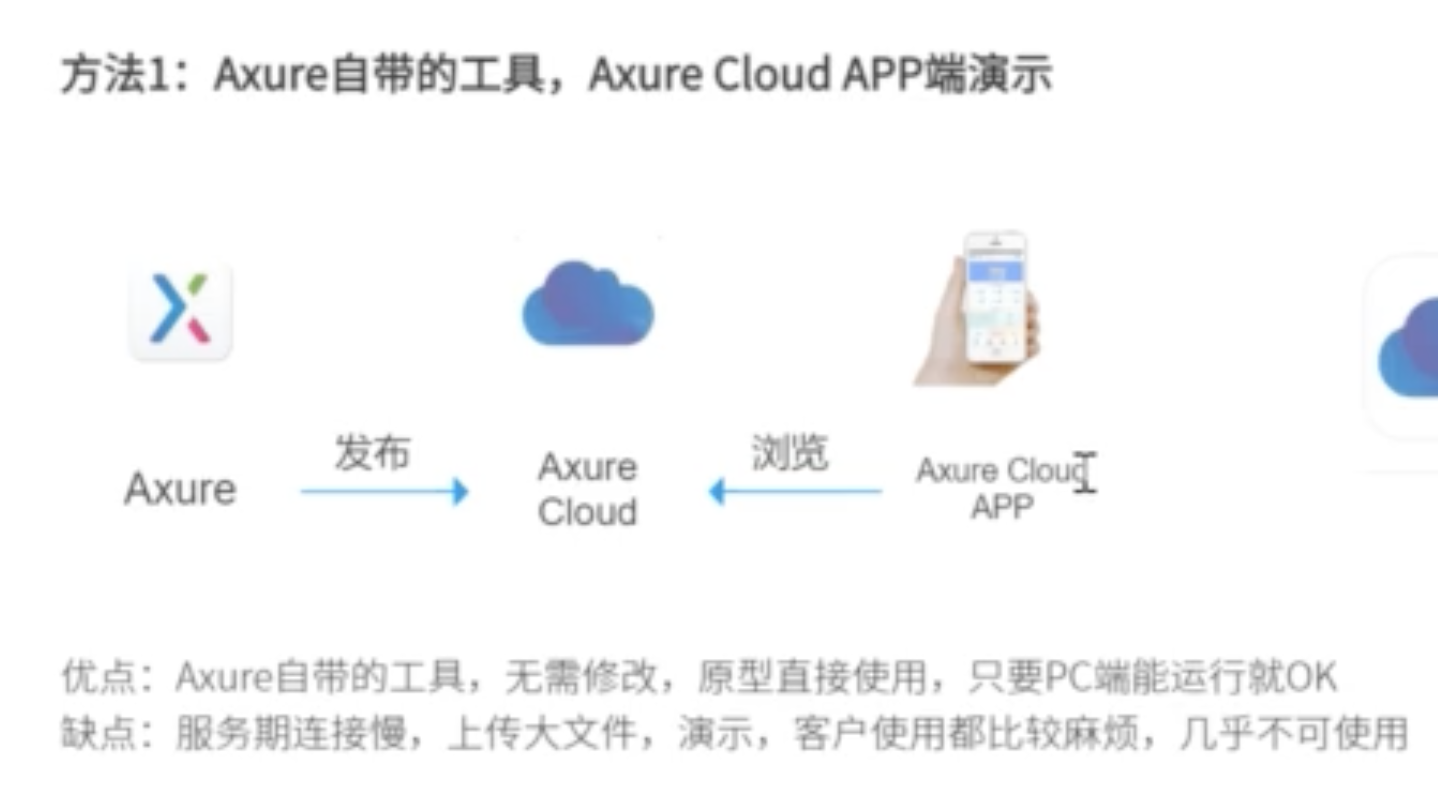 方法1：Axure自带的工具，Axure Cloud APP端演示
发布
浏览
Axure
Axure
Cloud
Axure Cloud
APP
优点：Axure自带的工具，无需修改，原型直接使用，只要PC端能运行就OK
缺点：服务期连接慢，上传大文件，演示，客户使用都比较麻烦，几乎不可使用